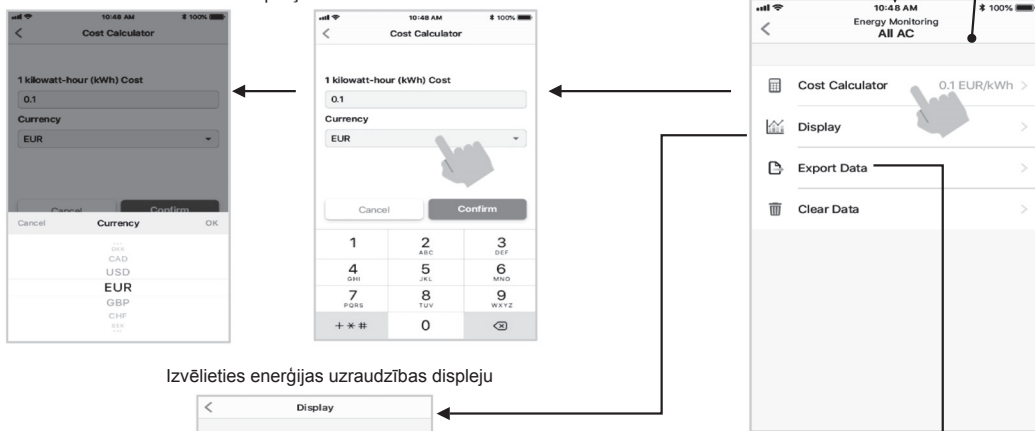 10:48 AM
100%
Cost Calculator
1 kilowatt-hour (kWh) Cost
0.1
Currency
EUR
Cancel
Confirm
Cancel
Currency
OK
DKK
CAD
USD
EUR
GBP
CHF
SEK
10:48 AM
100%
Cost Calculator
1 kilowatt-hour (kWh) Cost
0.1
Currency
EUR
Cancel
Confirm
1
2
ABC
3
DEF
4
GHI
5
JKL
6
MNO
7
PQRS
8
TUV
9
WXYZ
+*#
0
10:48 AM
100%
Energy Monitoring
All AC
Cost Calculator 0.1 EUR/kWh
Display
Export Data
Clear Data
Izvēlieties enerģijas uzraudzības displeju
Display